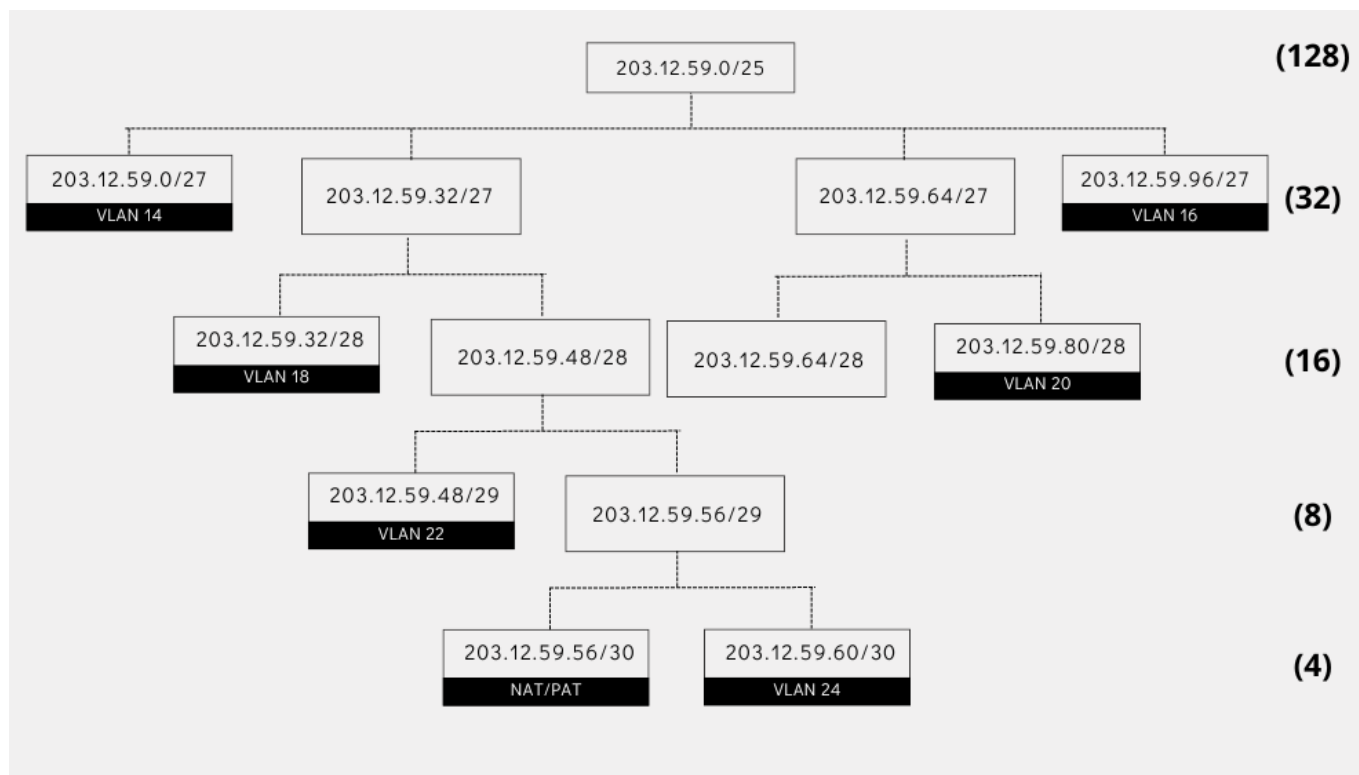 203.12.59.0/25
(128)
203.12.59.0/27
VLAN 14
203.12.59.32/27
203.12.59.64/27
203.12.59.96/27
VLAN 16
(32)
203.12.59.32/28
VLAN 18
203.12.59.48/28
203.12.59.64/28
203.12.59.80/28
VLAN 20
(16)
203.12.59.48/29
VLAN 22
203.12.59.56/29
(8)
203.12.59.56/30
NAT/PAT
203.12.59.60/30
VLAN 24
(4)